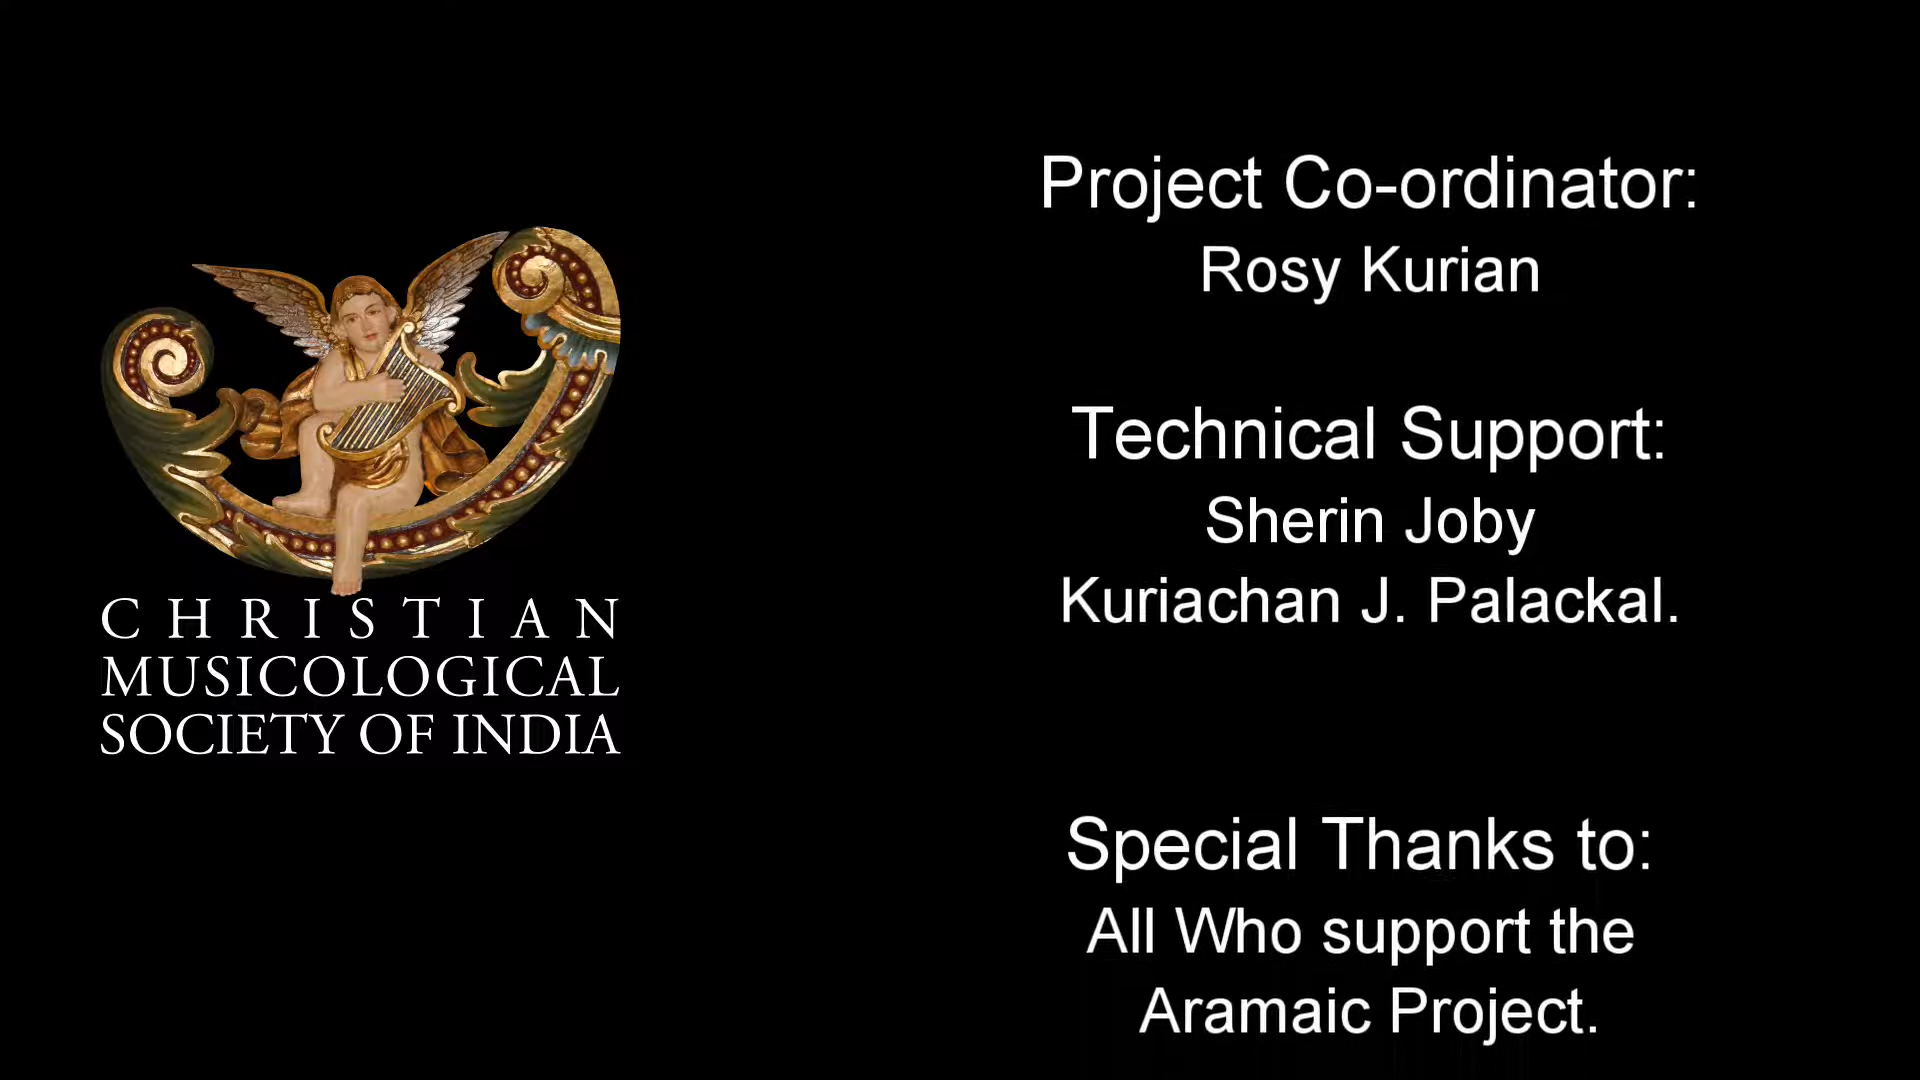 CHRISTIAN
MUSICOLOGICAL
SOCIETY OF INDIA
Project Co-ordinator:
Rosy Kurian
Technical Support:
Sherin Joby
Kuriachan J. Palackal.
Special Thanks to:
All Who support the
Aramaic Project.